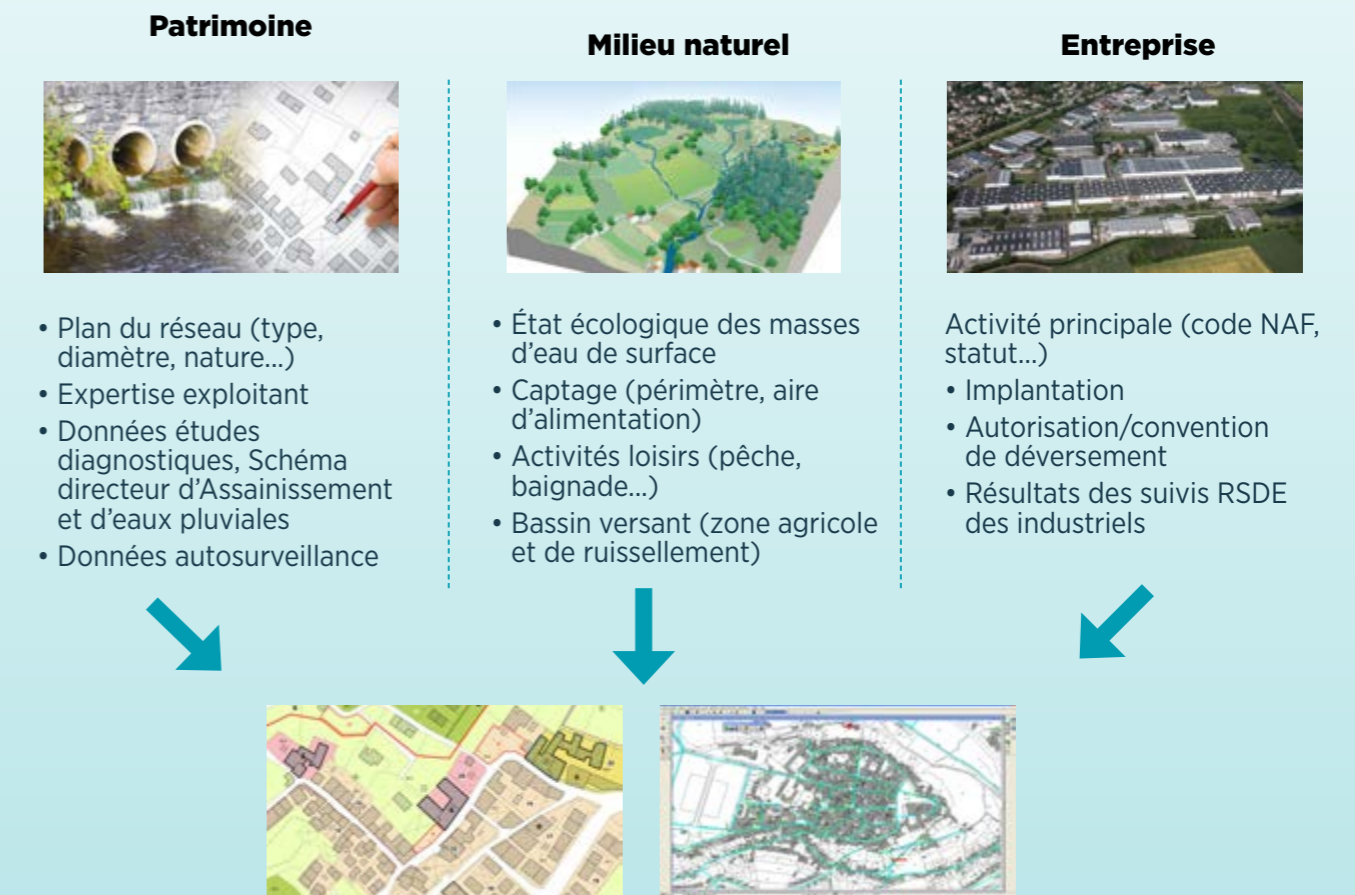 Patrimoine
Milieu naturel
Entreprise
• Plan du réseau (type,
diamètre, nature...)
• Expertise exploitant
• Données études
diagnostiques, Schéma
directeur d’Assainissement
et d’eaux pluviales
• Données autosurveillance
• État écologique des masses
d’eau de surface
• Captage (périmètre, aire
d’alimentation)
• Activités loisirs (pêche,
baignade...)
• Bassin versant (zone agricole
et de ruissellement)
Activité principale (code NAF,
statut...)
• Implantation
• Autorisation/convention
de déversement
• Résultats des suivis RSDE
des industriels